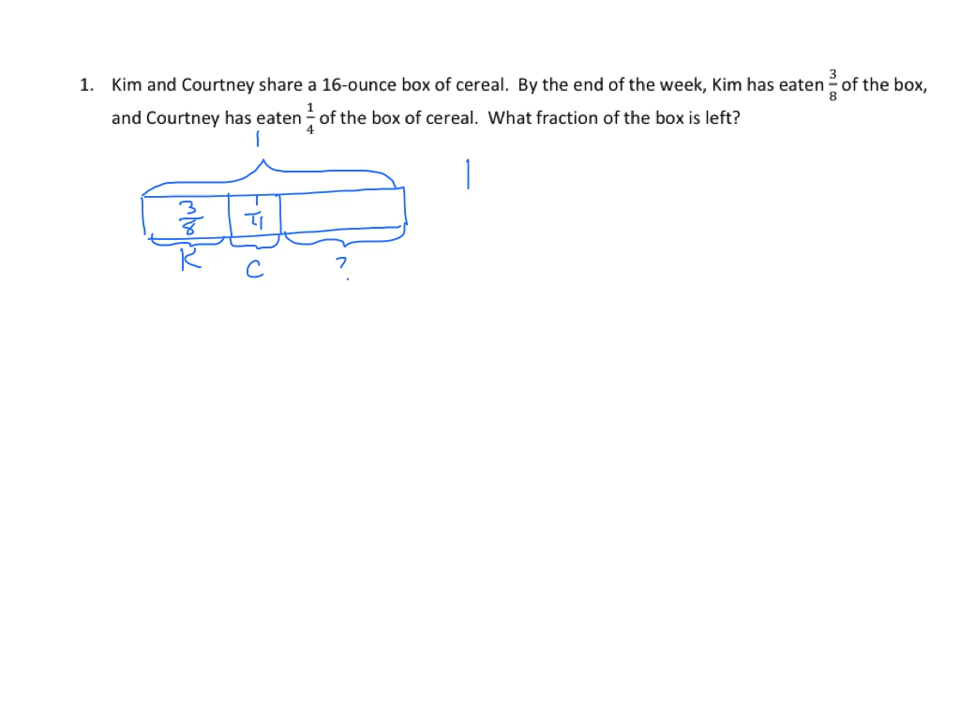 1. Kim and Courtney share a 16-ounce box of cereal. By the end of the week, Kim has eaten 3/8 of the box,
and Courtney has eaten 1/4 of the box of cereal. What fraction of the box is left?
1
1
3/8 1/4
K C ?